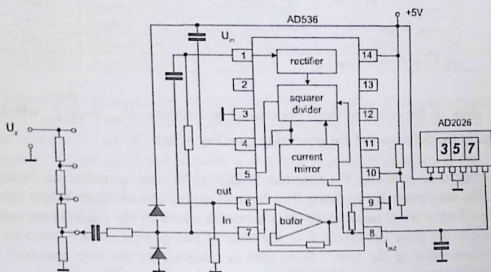 AD536
+5V
U_in
1
14
rectifier
2
13
squarer
divider
3
12
4
11
current
mirror
5
10
AD2026
357
U_x
out
6
9
In
7
bufor
8
i_out